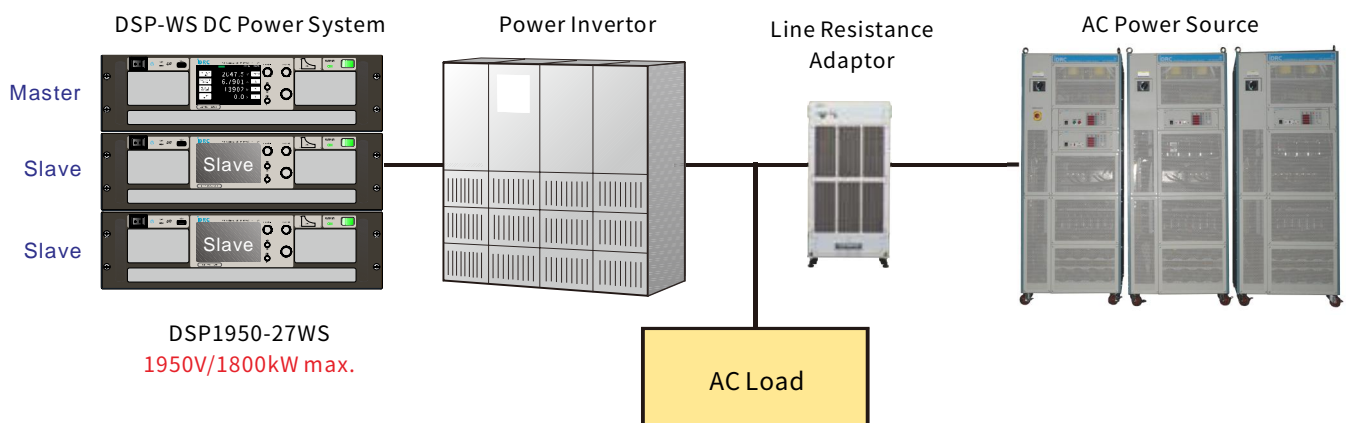 DSP-WS DC Power System
Power Invertor
Line Resistance
Adaptor
AC Power Source
Master
Slave
Slave
Slave
Slave
DSP1950-27WS
1950V/1800kW max.
AC Load